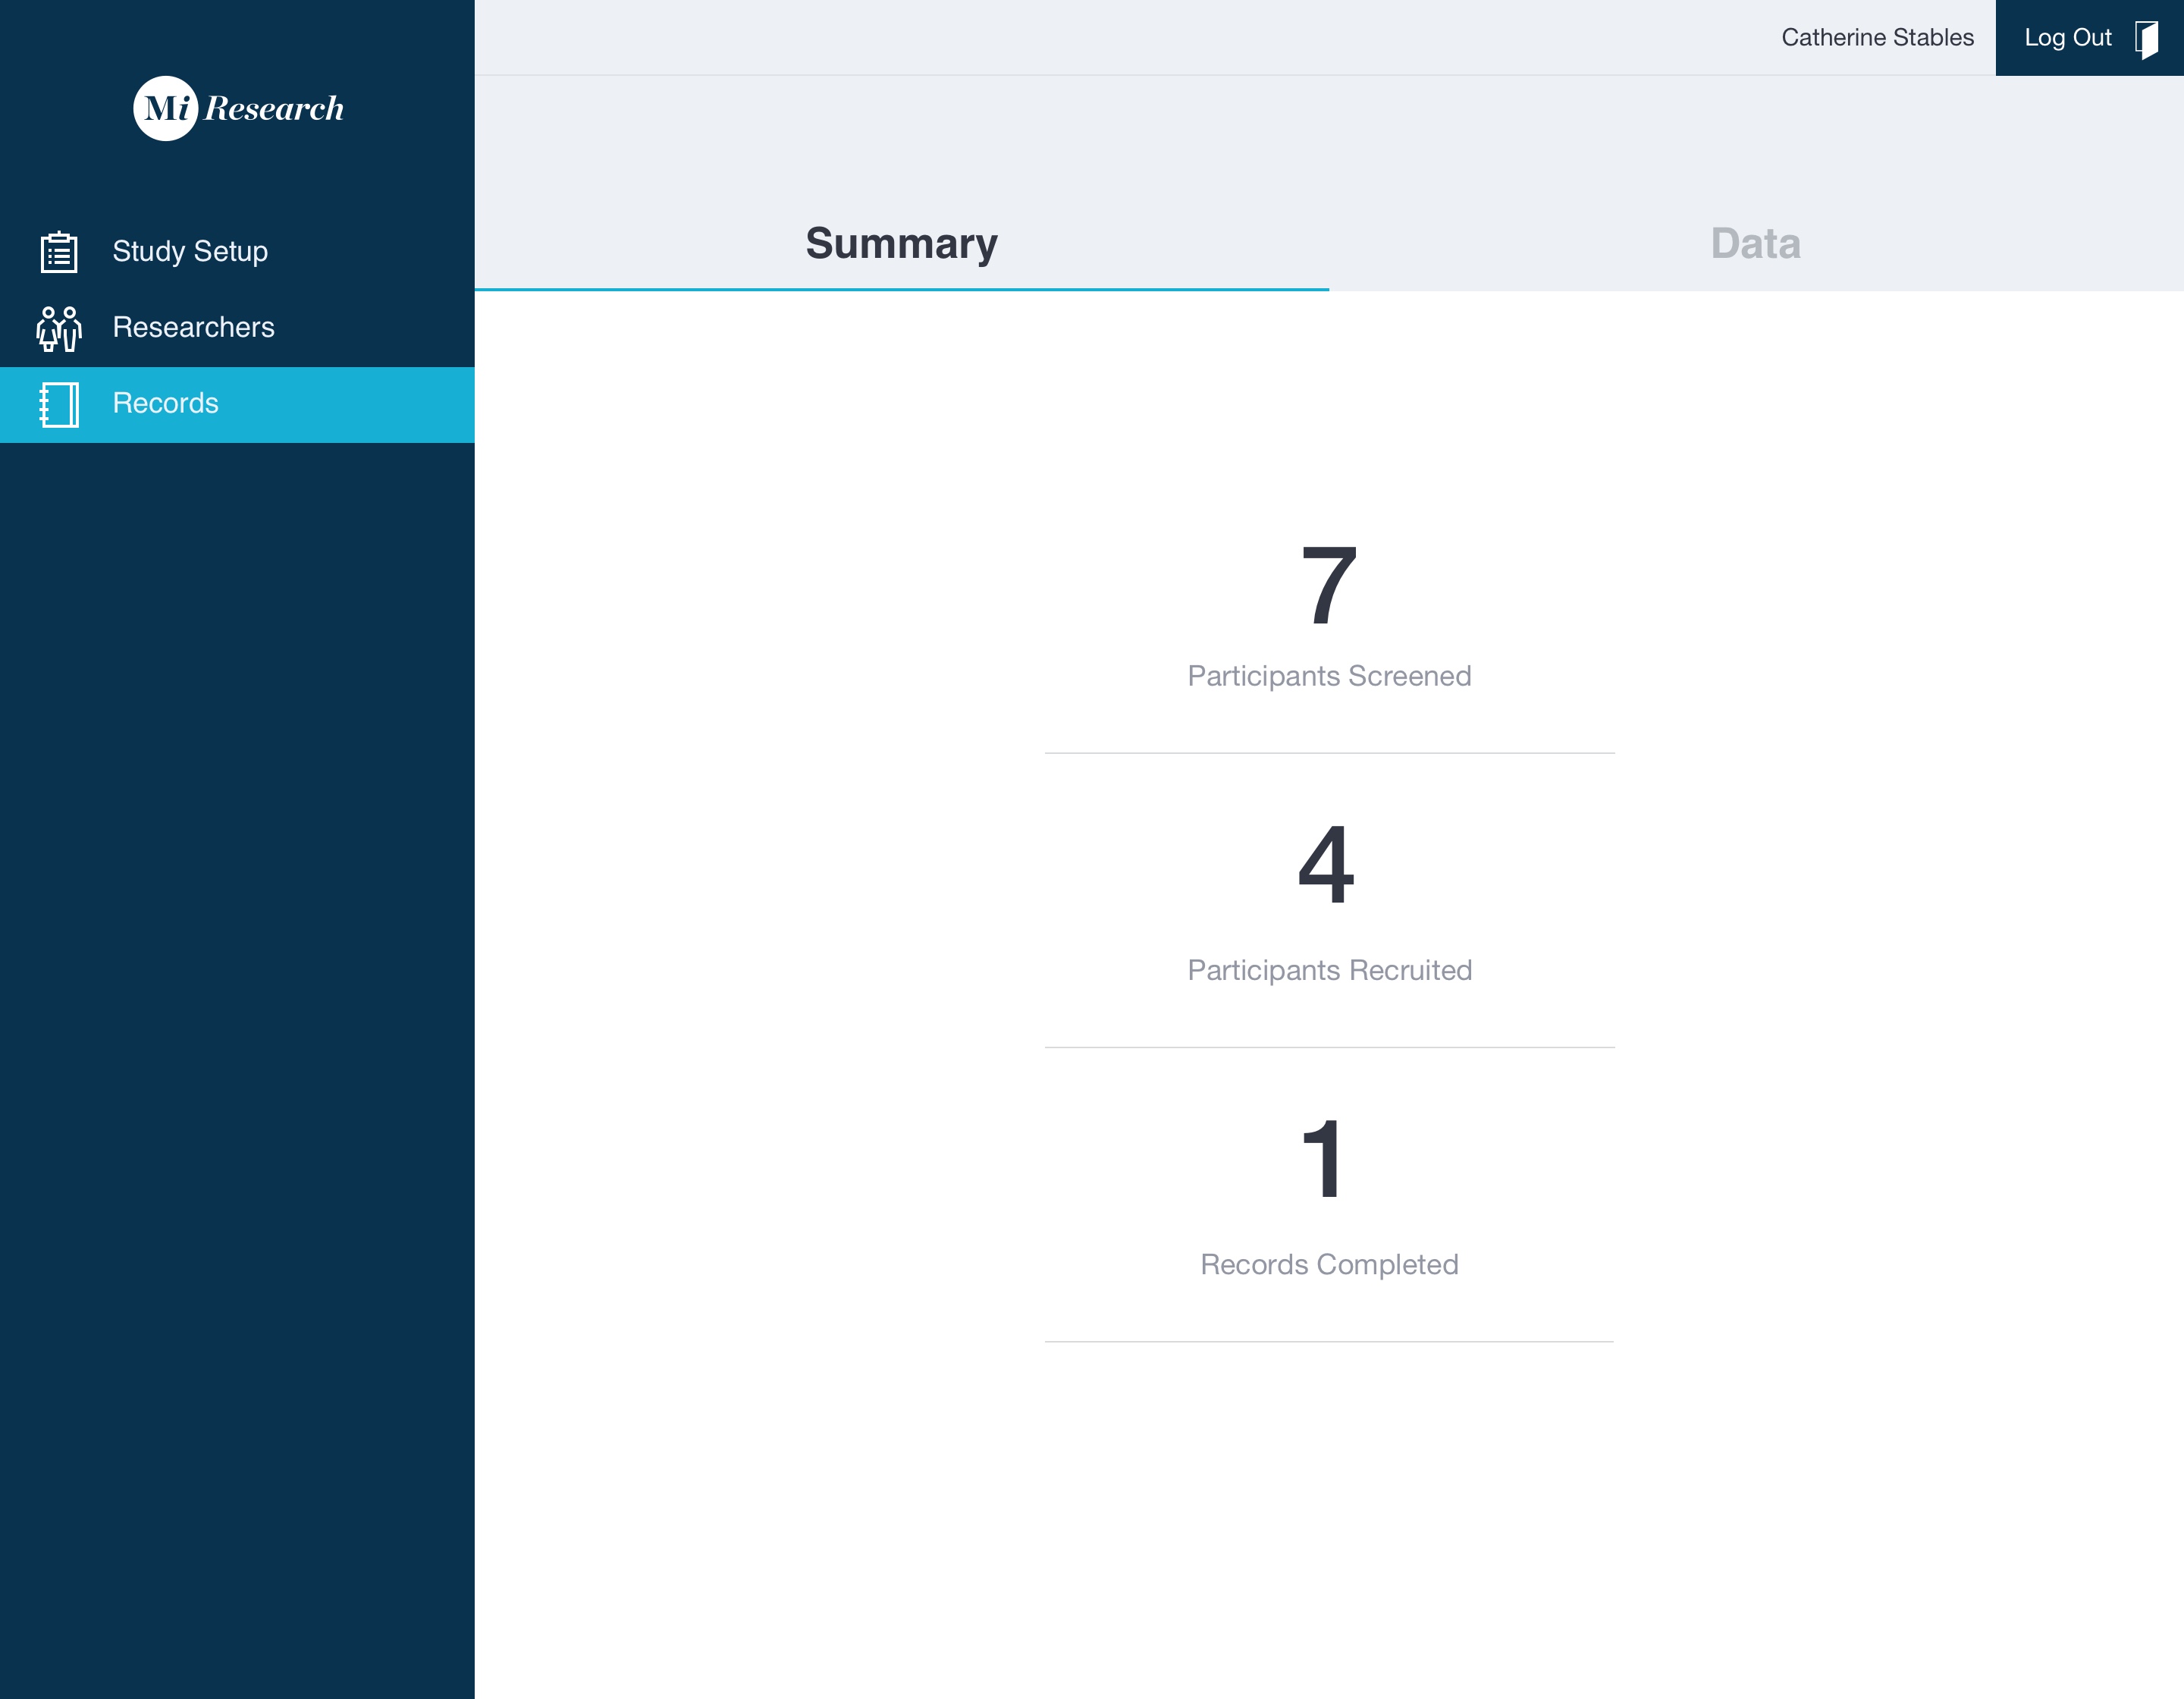 Mi Research
Catherine Stables
Log Out
Study Setup
Researchers
Records
Summary
Data
7
Participants Screened
4
Participants Recruited
1
Records Completed